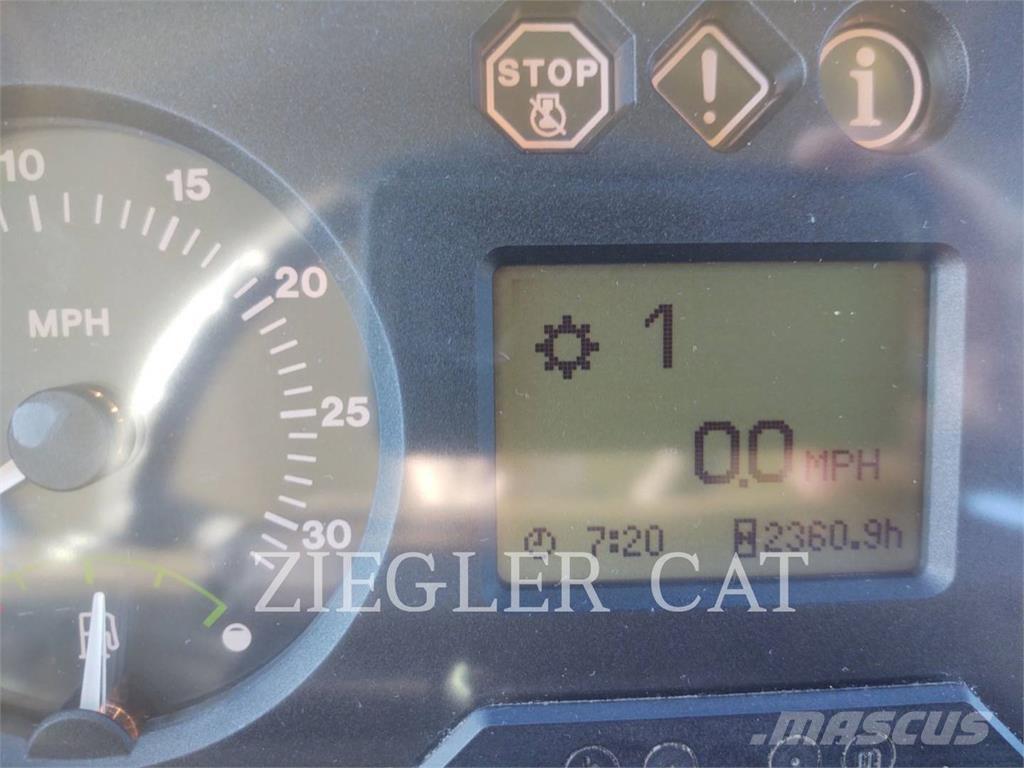 STOP
!
i
10
15
20
25
30
MPH
1
0.0 MPH
7:20 2360.9h
ZIEGLER CAT
MASCUS